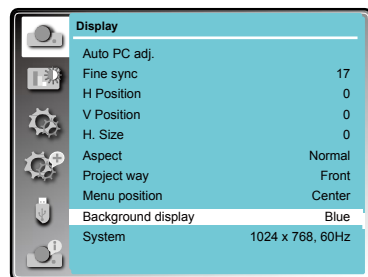 Display
Auto PC adj.
Fine sync 17
H Position 0
V Position 0
H. Size 0
Aspect Normal
Project way Front
Menu position Center
Background display Blue
System 1024 x 768, 60Hz